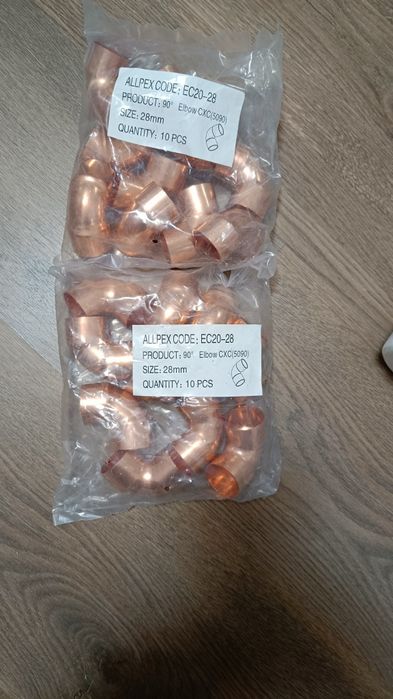 ALLPEX CODE: EC20-28
PRODUCT: 90° Elbow CXC(5090)
SIZE: 28mm
QUANTITY: 10 PCS
ALLPEX CODE: EC20-28
PRODUCT: 90° Elbow CXC(5090)
SIZE: 28mm
QUANTITY: 10 PCS